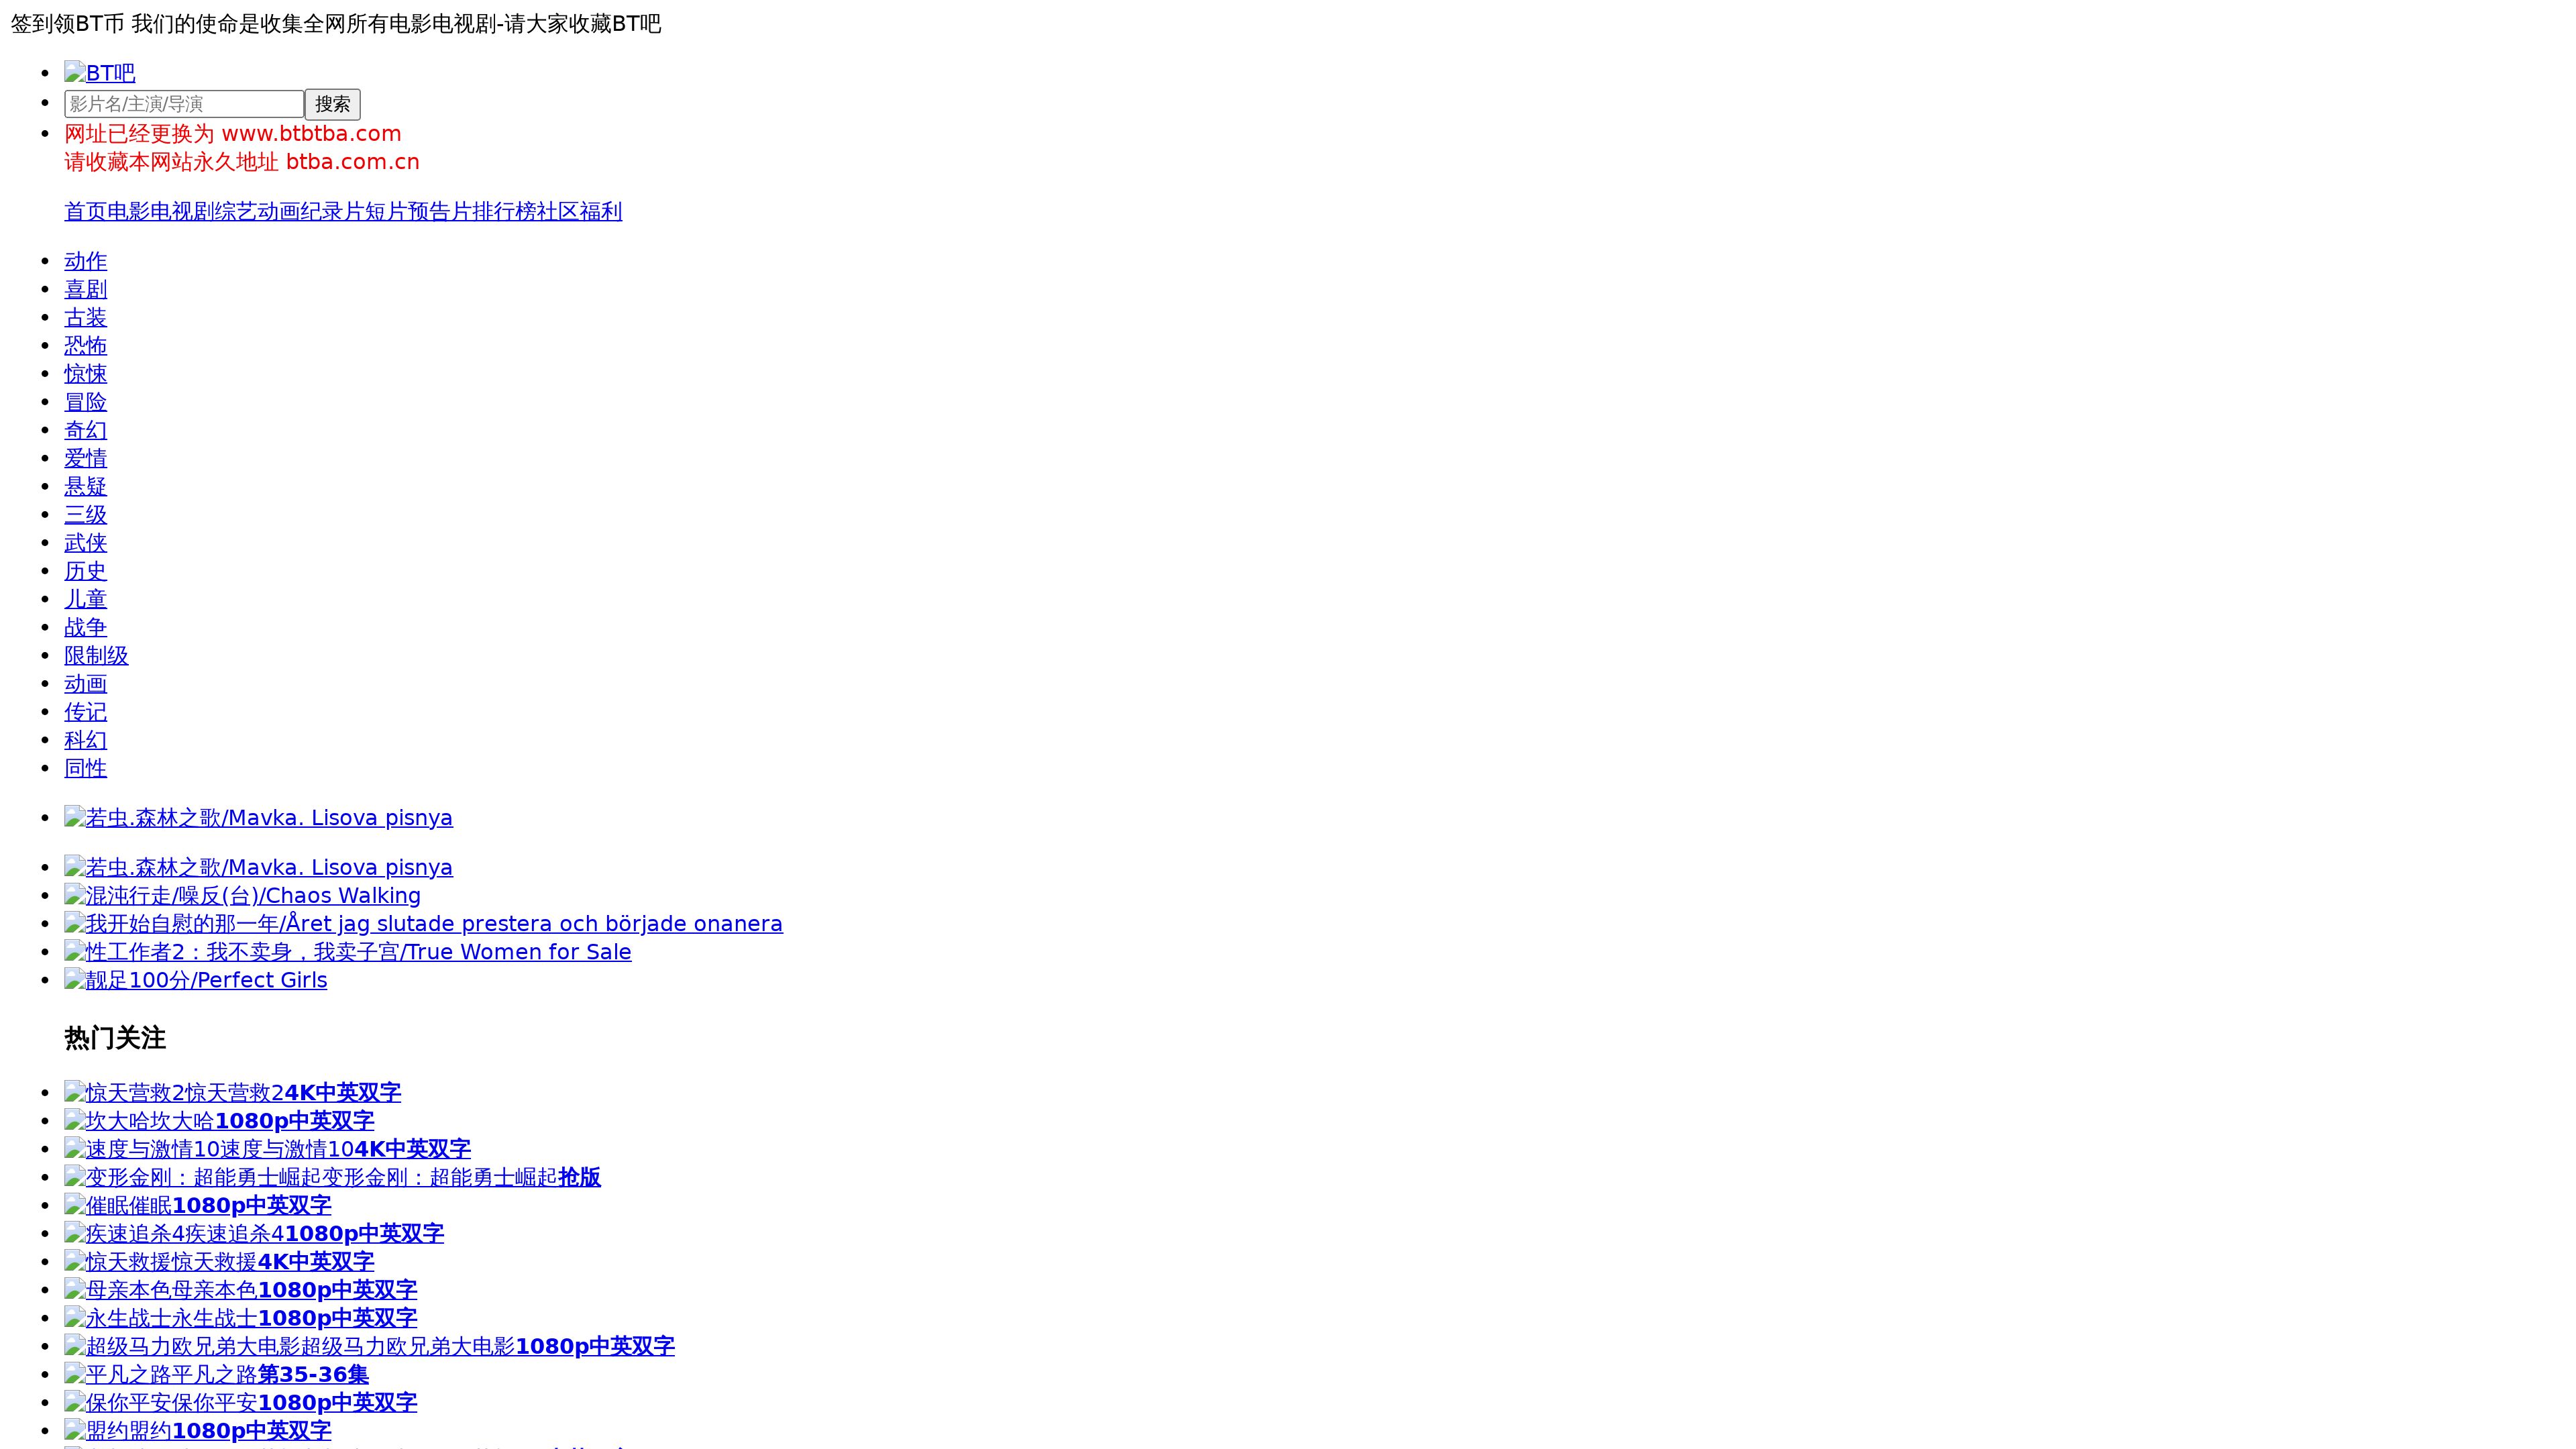 签到领BT币 我们的使命是收集全网所有电影电视剧-请大家收藏BT吧
BT吧
影片名/主演/导演 搜索
网址已经更换为 www.btbtba.com
请收藏本网站永久地址 btba.com.cn
首页电影电视剧综艺动画纪录片短片预告片排行榜社区福利
动作
喜剧
古装
恐怖
惊悚
冒险
奇幻
爱情
悬疑
三级
武侠
历史
儿童
战争
限制级
动画
传记
科幻
同性
若虫.森林之歌/Mavka. Lisova pisnya
若虫.森林之歌/Mavka. Lisova pisnya
混沌行走/噪反(台)/Chaos Walking
我开始自慰的那一年/Året jag slutade prestera och började onanera
性工作者2：我不卖身，我卖子宫/True Women for Sale
靓足100分/Perfect Girls
热门关注
惊天营救2惊天营救24K中英双字
坎大哈坎大哈1080p中英双字
速度与激情10速度与激情104K中英双字
变形金刚：超能勇士崛起变形金刚：超能勇士崛起抢版
催眠催眠1080p中英双字
疾速追杀4疾速追杀41080p中英双字
惊天救援惊天救援4K中英双字
母亲本色母亲本色1080p中英双字
永生战士永生战士1080p中英双字
超级马力欧兄弟大电影超级马力欧兄弟大电影1080p中英双字
平凡之路平凡之路第35-36集
保你平安保你平安1080p中英双字
盟约盟约1080p中英双字